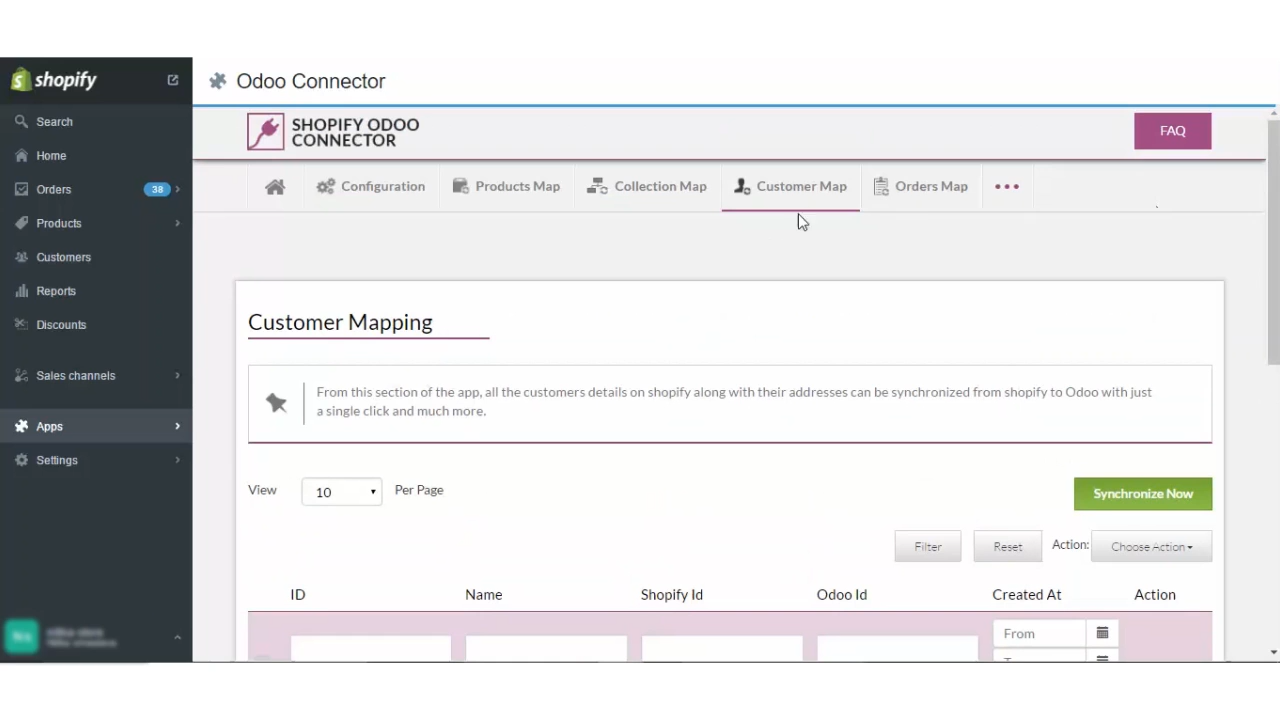 shopify
Odoo Connector
Search
SHOPIFY ODOO
CONNECTOR
FAQ
Home
Orders
38
Configuration
Products Map
Collection Map
Customer Map
Orders Map
Products
Customers
Reports
Discounts
Customer Mapping
Sales channels
From this section of the app, all the customers details on shopify along with their addresses can be synchronized from shopify to Odoo with just
a single click and much more.
Apps
Settings
View
10
Per Page
Synchronize Now
Filter
Reset
Action:
Choose Action
ID
Name
Shopify Id
Odoo Id
Created At
Action
From